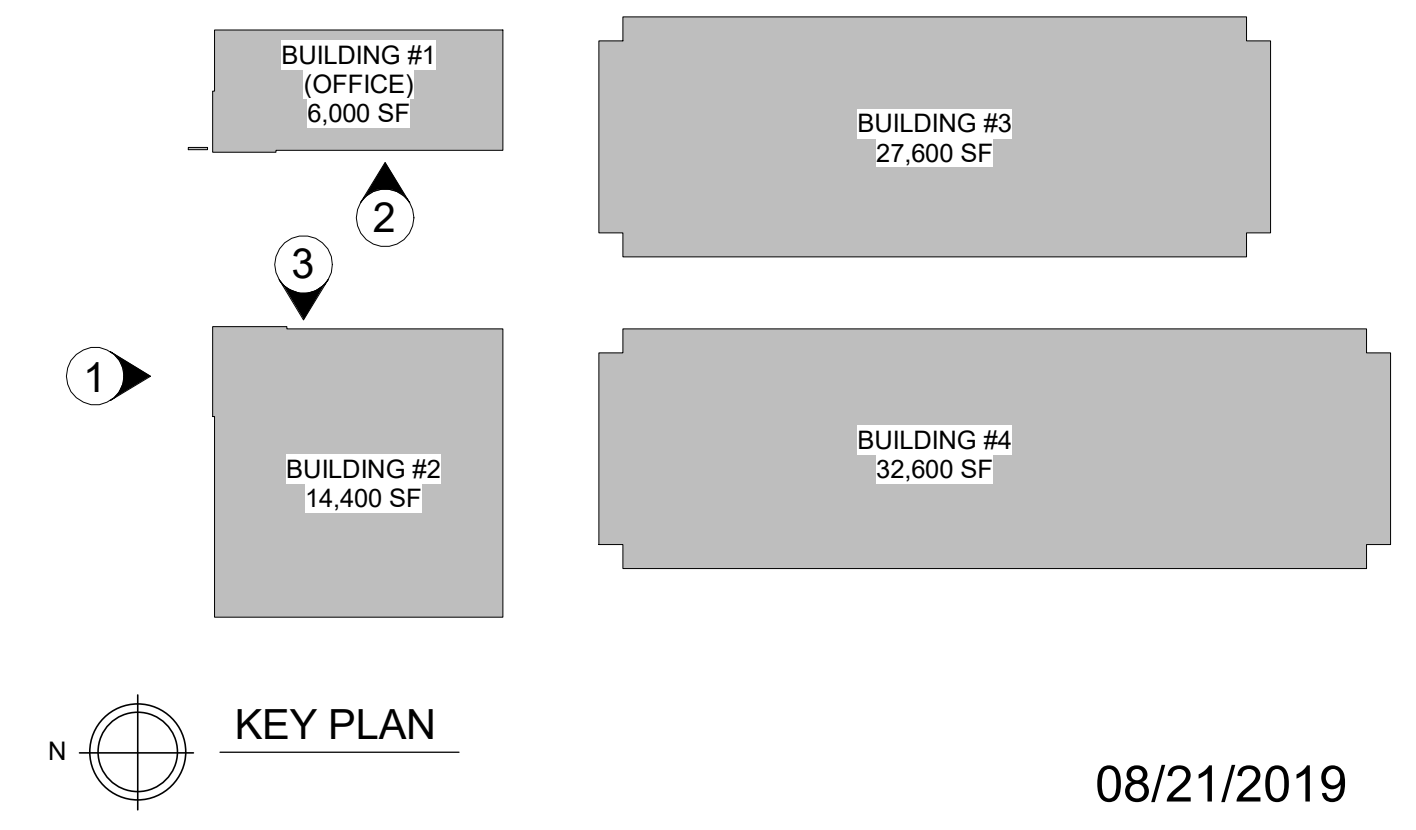 BUILDING #1
(OFFICE)
6,000 SF
BUILDING #3
27,600 SF
2
3
1
BUILDING #2
14,400 SF
BUILDING #4
32,600 SF
N
KEY PLAN
08/21/2019